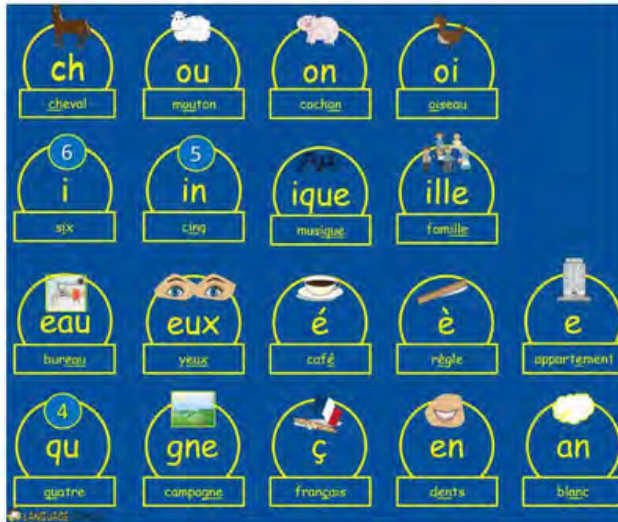 ch ou on oi
cheval mouton cochon oiseau
6 5
i in ique ille
six cinq musique famille
eau eux é è e
bureau yeux café règle appartement
4
qu gne ç en an
quatre campagne français dents blanc
LANGUAGE